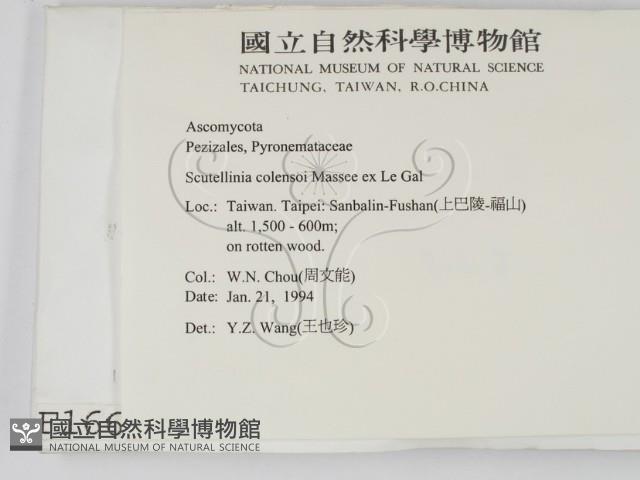 國立自然科學博物館
NATIONAL MUSEUM OF NATURAL SCIENCE
TAICHUNG, TAIWAN, R.O.CHINA
Ascomycota
Pezizales, Pyronemataceae
Scutellinia colensoi Massee ex Le Gal
Loc.: Taiwan. Taipei: Sanbalin-Fushan(上巴陵-福山)
alt. 1,500 - 600m;
on rotten wood.
Col.: W.N. Chou(周文能)
Date: Jan. 21, 1994
Det.: Y.Z. Wang(王也珍)
F166
國立自然科學博物館
NATIONAL MUSEUM OF NATURAL SCIENCE